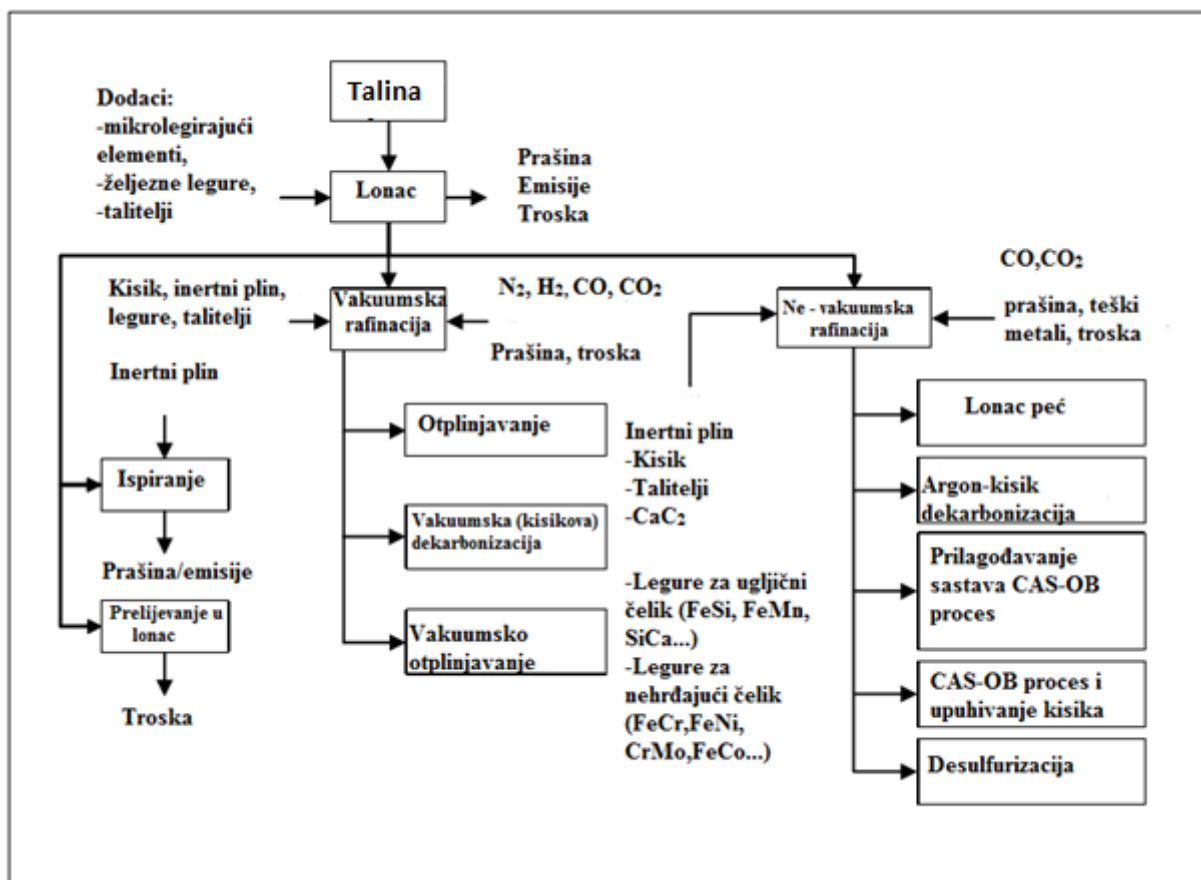 Talina
Dodaci:
-mikrolegirajući
elementi,
-željezne legure,
-talitelji
Lonac
Prašina
Emisije
Troska
Kisik, inertni plin,
legure, talitelji
Vakuumska
rafinacija
N₂, H₂, CO, CO₂
Prašina, troska
Ne - vakuumska
rafinacija
CO,CO₂
prašina, teški
metali, troska
Inertni plin
Ispiranje
Prašina/emisije
Prelijevanje u
lonac
Troska
Otplinjavanje
Vakuumska (kisikova)
dekarbonizacija
Vakuumsko
otplinjavanje
Inertni plin
-Kisik
-Talitelji
-CaC₂
-Legure za ugljični
čelik (FeSi, FeMn,
SiCa...)
-Legure za
nehrđajući čelik
(FeCr,FeNi,
CrMo,FeCo...)
Lonac peć
Argon-kisik
dekarbonizacija
Prilagođavanje
sastava CAS-OB
proces
CAS-OB proces i
upuhivanje kisika
Desulfurizacija